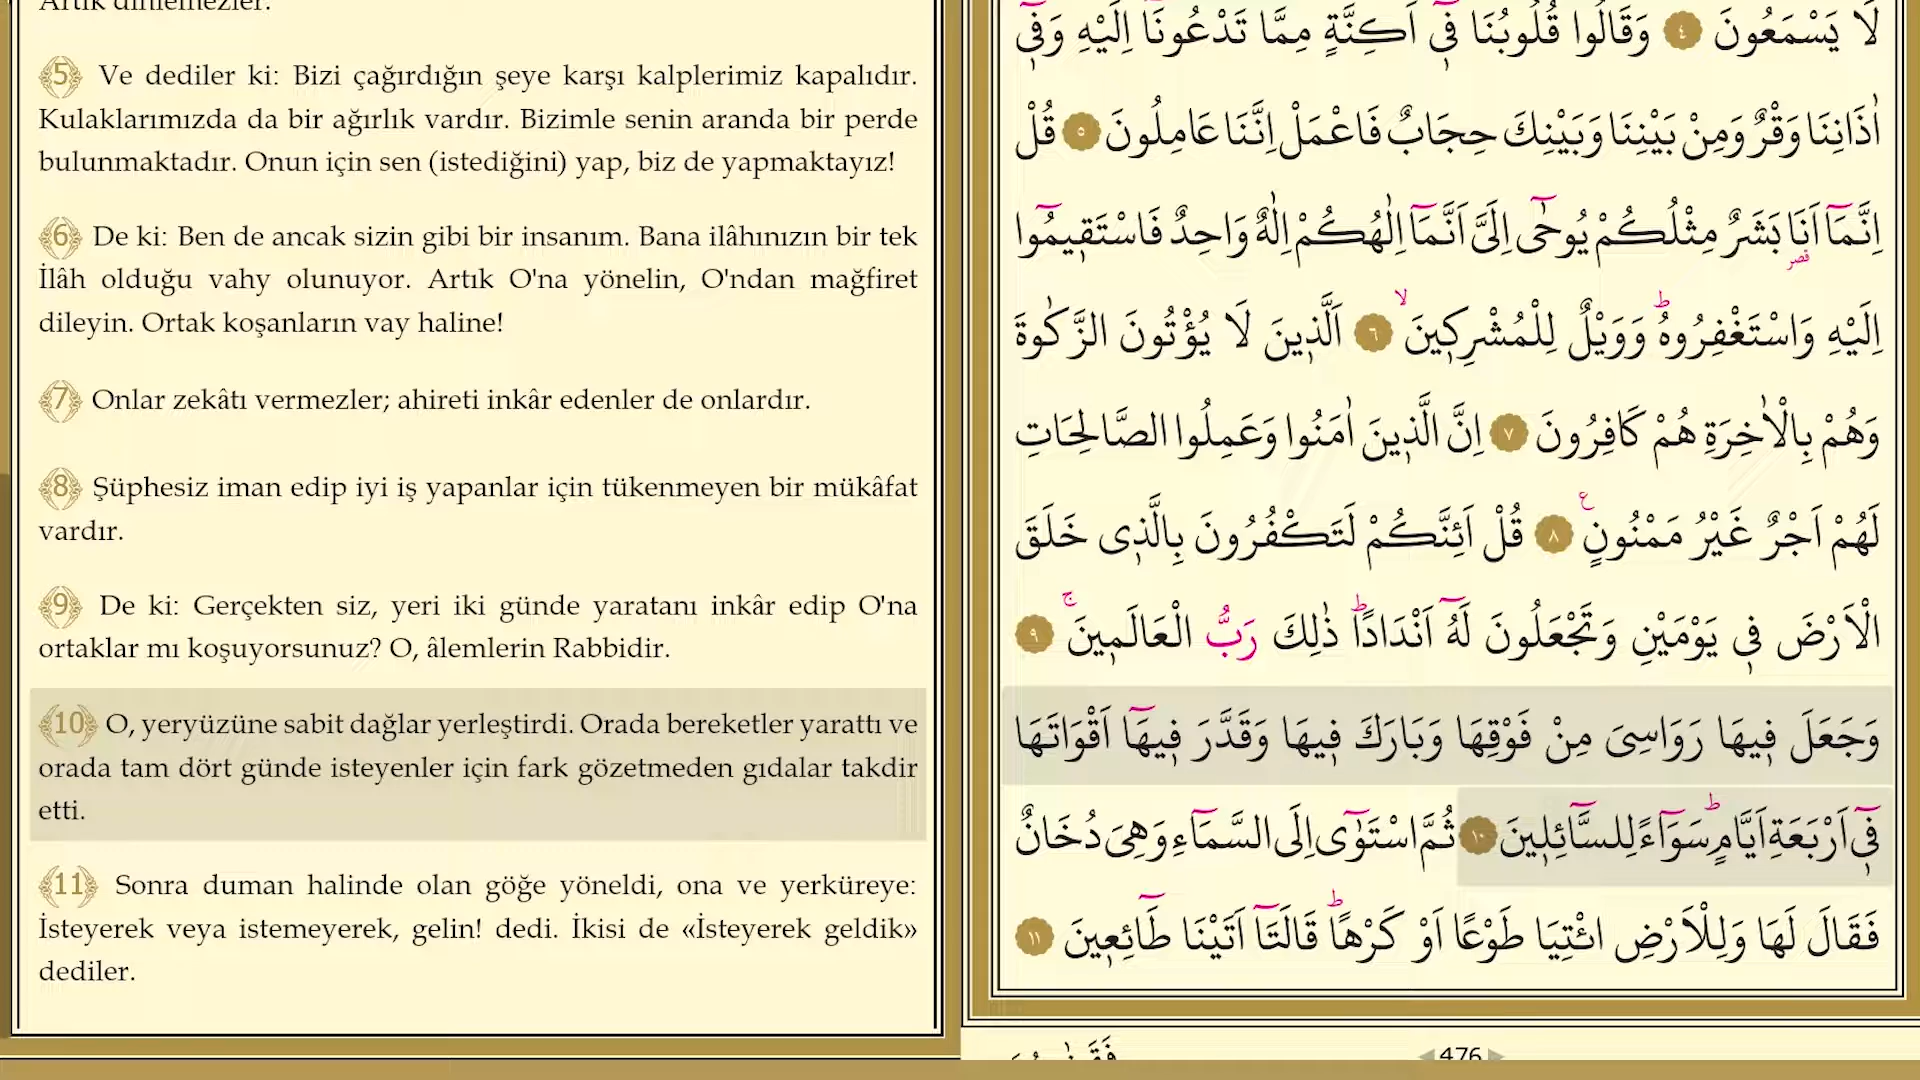 Artık dinlemezler.
5 Ve dediler ki: Bizi çağırdığın şeye karşı kalplerimiz kapalıdır.
Kulaklarımızda da bir ağırlık vardır. Bizimle senin aranda bir perde
bulunmaktadır. Onun için sen (istediğini) yap, biz de yapmaktayız!
6 De ki: Ben de ancak sizin gibi bir insanım. Bana ilâhınızın bir tek
İlâh olduğu vahy olunuyor. Artık O'na yönelin, O'ndan mağfiret
dileyin. Ortak koşanların vay haline!
7 Onlar zekâtı vermezler; ahireti inkâr edenler de onlardır.
8 Şüphesiz iman edip iyi iş yapanlar için tükenmeyen bir mükâfat
vardır.
9 De ki: Gerçekten siz, yeri iki günde yaratanı inkâr edip O'na
ortaklar mı koşuyorsunuz? O, âlemlerin Rabbidir.
10 O, yeryüzüne sabit dağlar yerleştirdi. Orada bereketler yarattı ve
orada tam dört günde isteyenler için fark gözetmeden gıdalar takdir
etti.
11 Sonra duman halinde olan göğe yöneldi, ona ve yerküreye:
İsteyerek veya istemeyerek, gelin! dedi. İkisi de «İsteyerek geldik»
dediler.
لَا يَسْمَعُونَ ٤ وَقَالُوا قُلُوبُنَا فٓى اَكِنَّةٍ مِمَّا تَدْعُونَٓا اِلَيْهِ وَفٓى
اٰذَانِنَا وَقْرٌ وَمِنْ بَيْنِنَا وَبَيْنِكَ حِجَابٌ فَاعْمَلْ اِنَّنَا عَامِلُونَ ٥ قُلْ
اِنَّمَٓا اَنَا۬ بَشَرٌ مِثْلُكُمْ يُوحٰٓى اِلَىَّ اَنَّمَٓا اِلٰهُكُمْ اِلٰهٌ وَاحِدٌ فَاسْتَقٖيمُٓوا
اِلَيْهِ وَاسْتَغْفِرُوهُ ط وَوَيْلٌ لِلْمُشْرِكٖينَ لا ٦ اَلَّذٖينَ لَا يُؤْتُونَ الزَّكٰوةَ
وَهُمْ بِالْاٰخِرَةِ هُمْ كَافِرُونَ ٧ اِنَّ الَّذٖينَ اٰمَنُوا وَعَمِلُوا الصَّالِحَاتِ
لَهُمْ اَجْرٌ غَيْرُ مَمْنُونٍ ع ٨ قُلْ اَئِنَّكُمْ لَتَكْفُرُونَ بِالَّذٖى خَلَقَ
الْاَرْضَ فٖى يَوْمَيْنِ وَتَجْعَلُونَ لَهُٓ اَنْدَادًا ط ذٰلِكَ رَبُّ الْعَالَمٖينَ ج ٩
وَجَعَلَ فٖيهَا رَوَاسِىَ مِنْ فَوْقِهَا وَبَارَكَ فٖيهَا وَقَدَّرَ فٖيهَٓا اَقْوَاتَهَا
فٓى اَرْبَعَةِ اَيَّامٍ ط سَوَٓاءً لِلسَّٓائِلٖينَ ١٠ ثُمَّ اسْتَوٰٓى اِلَى السَّمَٓاءِ وَهِىَ دُخَانٌ
فَقَالَ لَهَا وَلِلْاَرْضِ ائْتِيَا طَوْعًا اَوْ كَرْهًا ط قَالَتَٓا اَتَيْنَا طَٓائِعٖينَ ١١
476